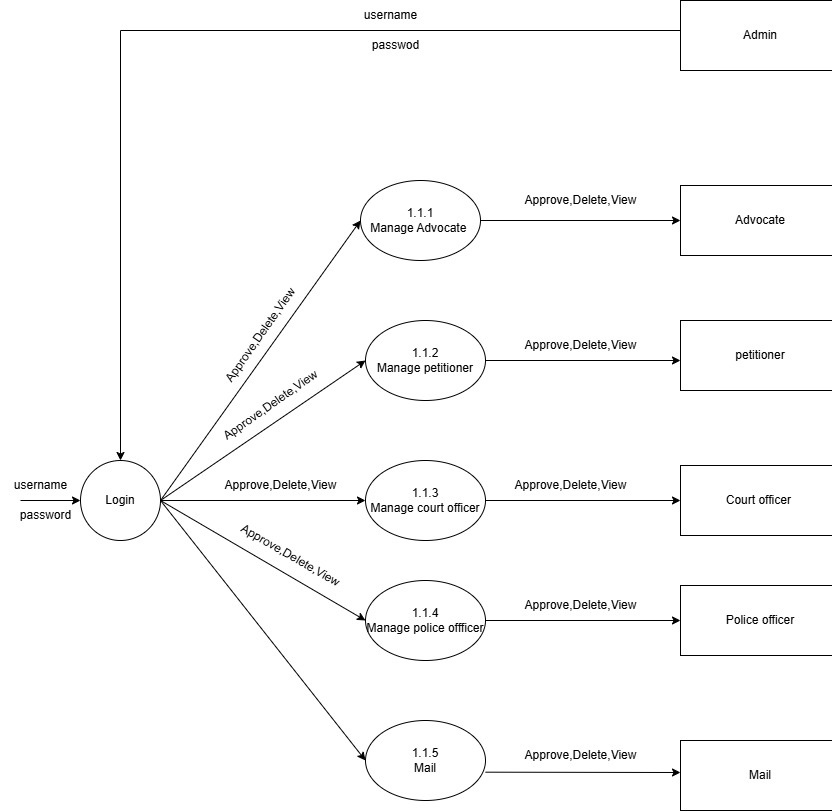 username
passwod
Admin
1.1.1
Manage Advocate
Approve,Delete,View
Advocate
Approve,Delete,View
1.1.2
Manage petitioner
Approve,Delete,View
petitioner
Approve,Delete,View
username
password
Login
Approve,Delete,View
1.1.3
Manage court officer
Approve,Delete,View
Court officer
Approve,Delete,View
1.1.4
Manage police offficer
Approve,Delete,View
Police officer
1.1.5
Mail
Approve,Delete,View
Mail